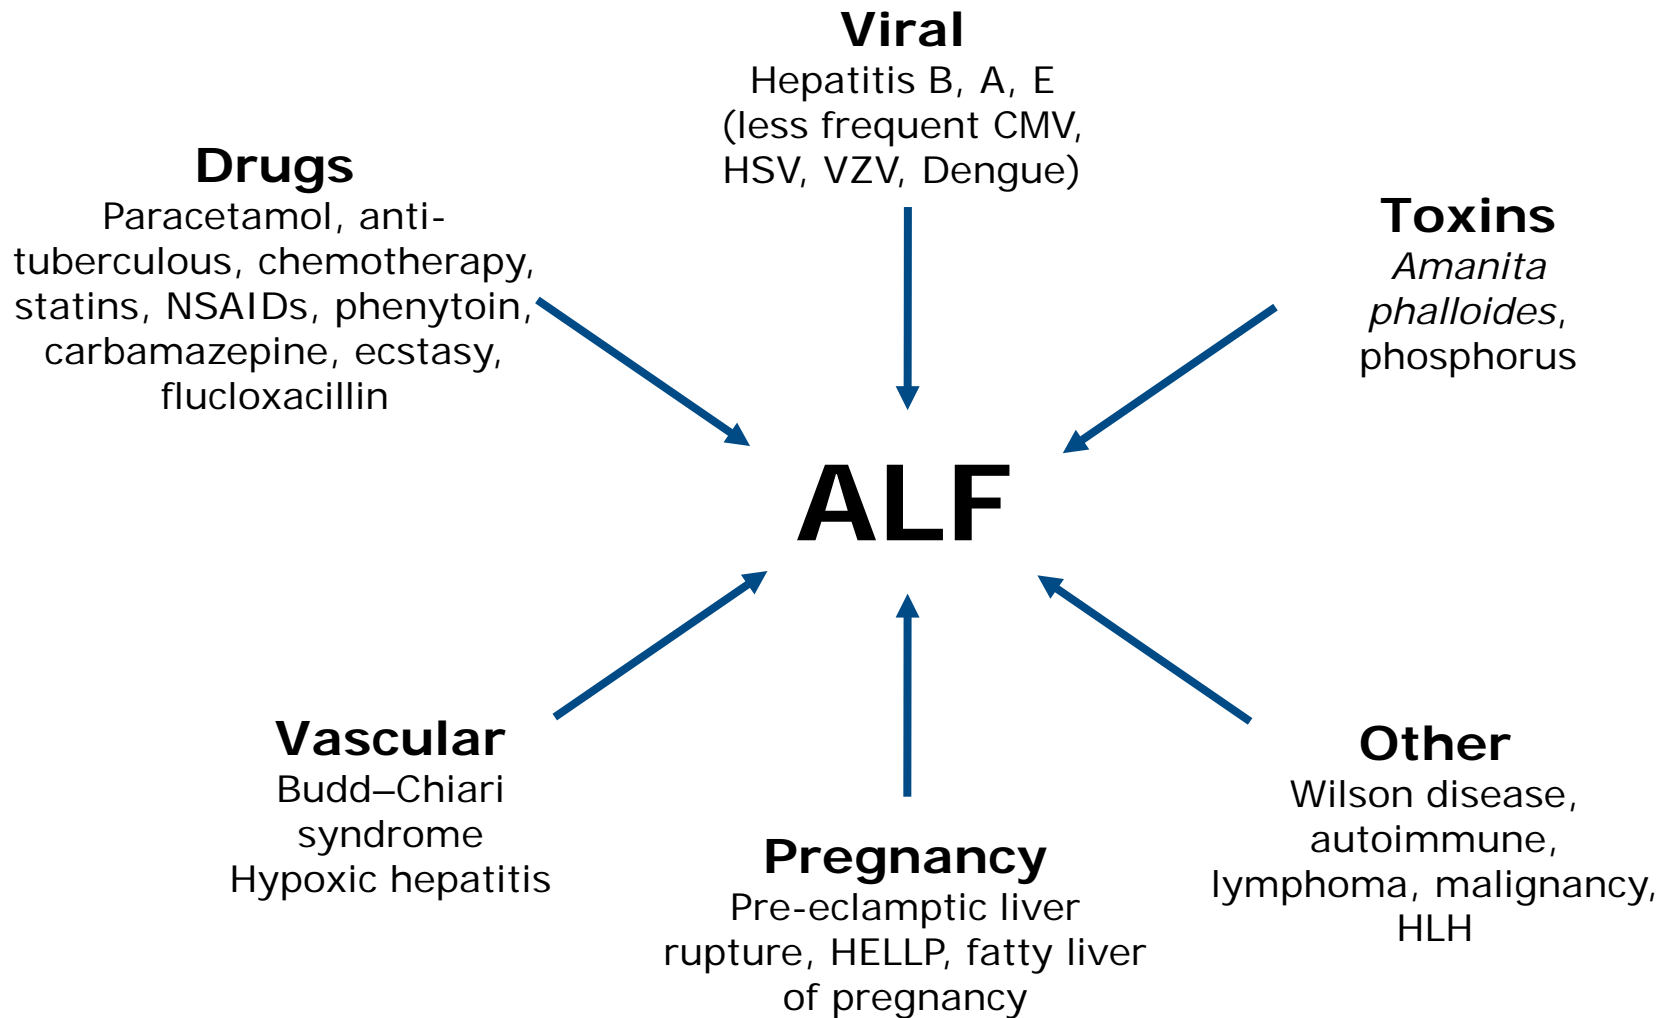 Viral
Hepatitis B, A, E
(less frequent CMV,
HSV, VZV, Dengue)
Drugs
Paracetamol, anti-
tuberculous, chemotherapy,
statins, NSAIDs, phenytoin,
carbamazepine, ecstasy,
flucloxacillin
Toxins
Amanita
phalloides,
phosphorus
ALF
Vascular
Budd–Chiari
syndrome
Hypoxic hepatitis
Pregnancy
Pre-eclamptic liver
rupture, HELLP, fatty liver
of pregnancy
Other
Wilson disease,
autoimmune,
lymphoma, malignancy,
HLH